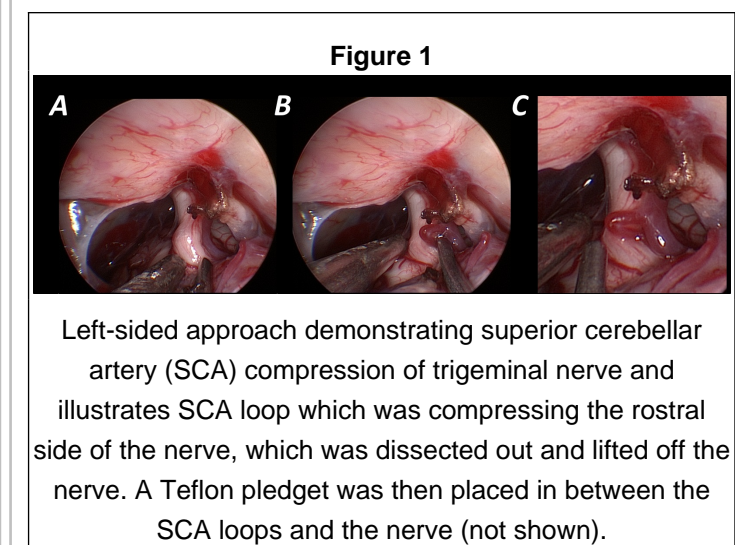 Figure 1
A B C
Left-sided approach demonstrating superior cerebellar
artery (SCA) compression of trigeminal nerve and
illustrates SCA loop which was compressing the rostral
side of the nerve, which was dissected out and lifted off the
nerve. A Teflon pledget was then placed in between the
SCA loops and the nerve (not shown).